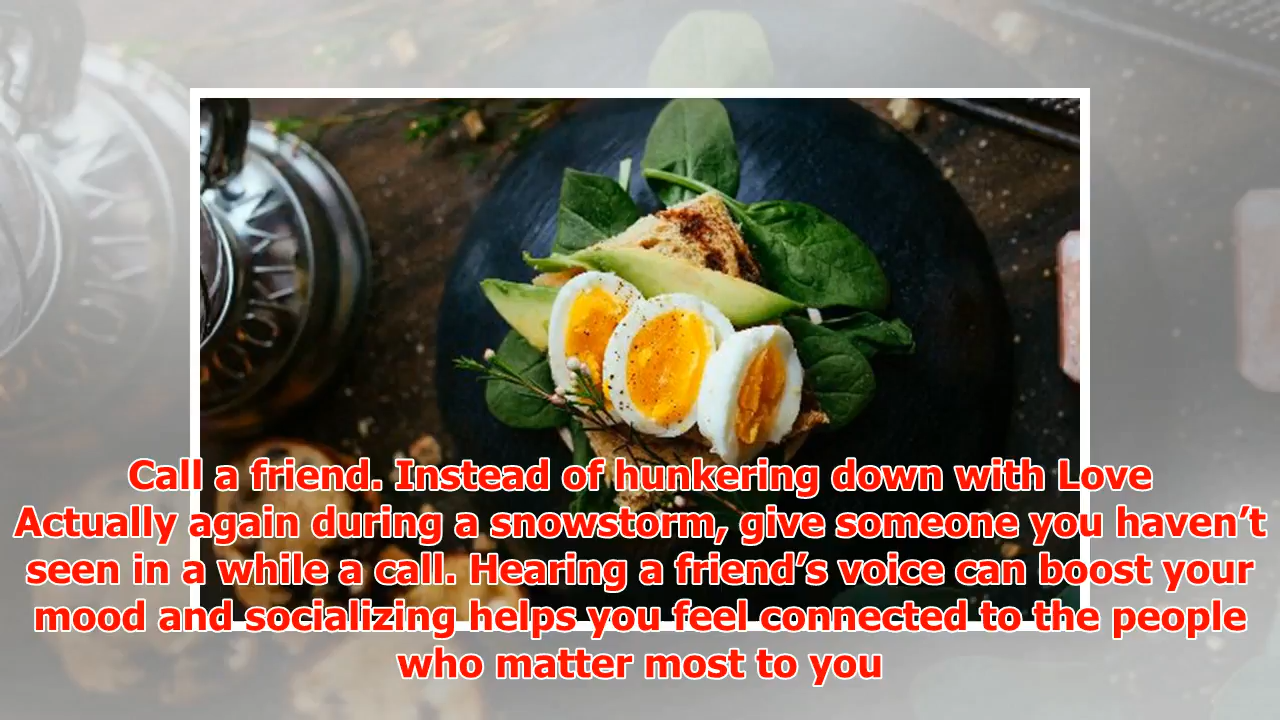 Call a friend. Instead of hunkering down with Love
Actually again during a snowstorm, give someone you haven’t
seen in a while a call. Hearing a friend’s voice can boost your
mood and socializing helps you feel connected to the people
who matter most to you